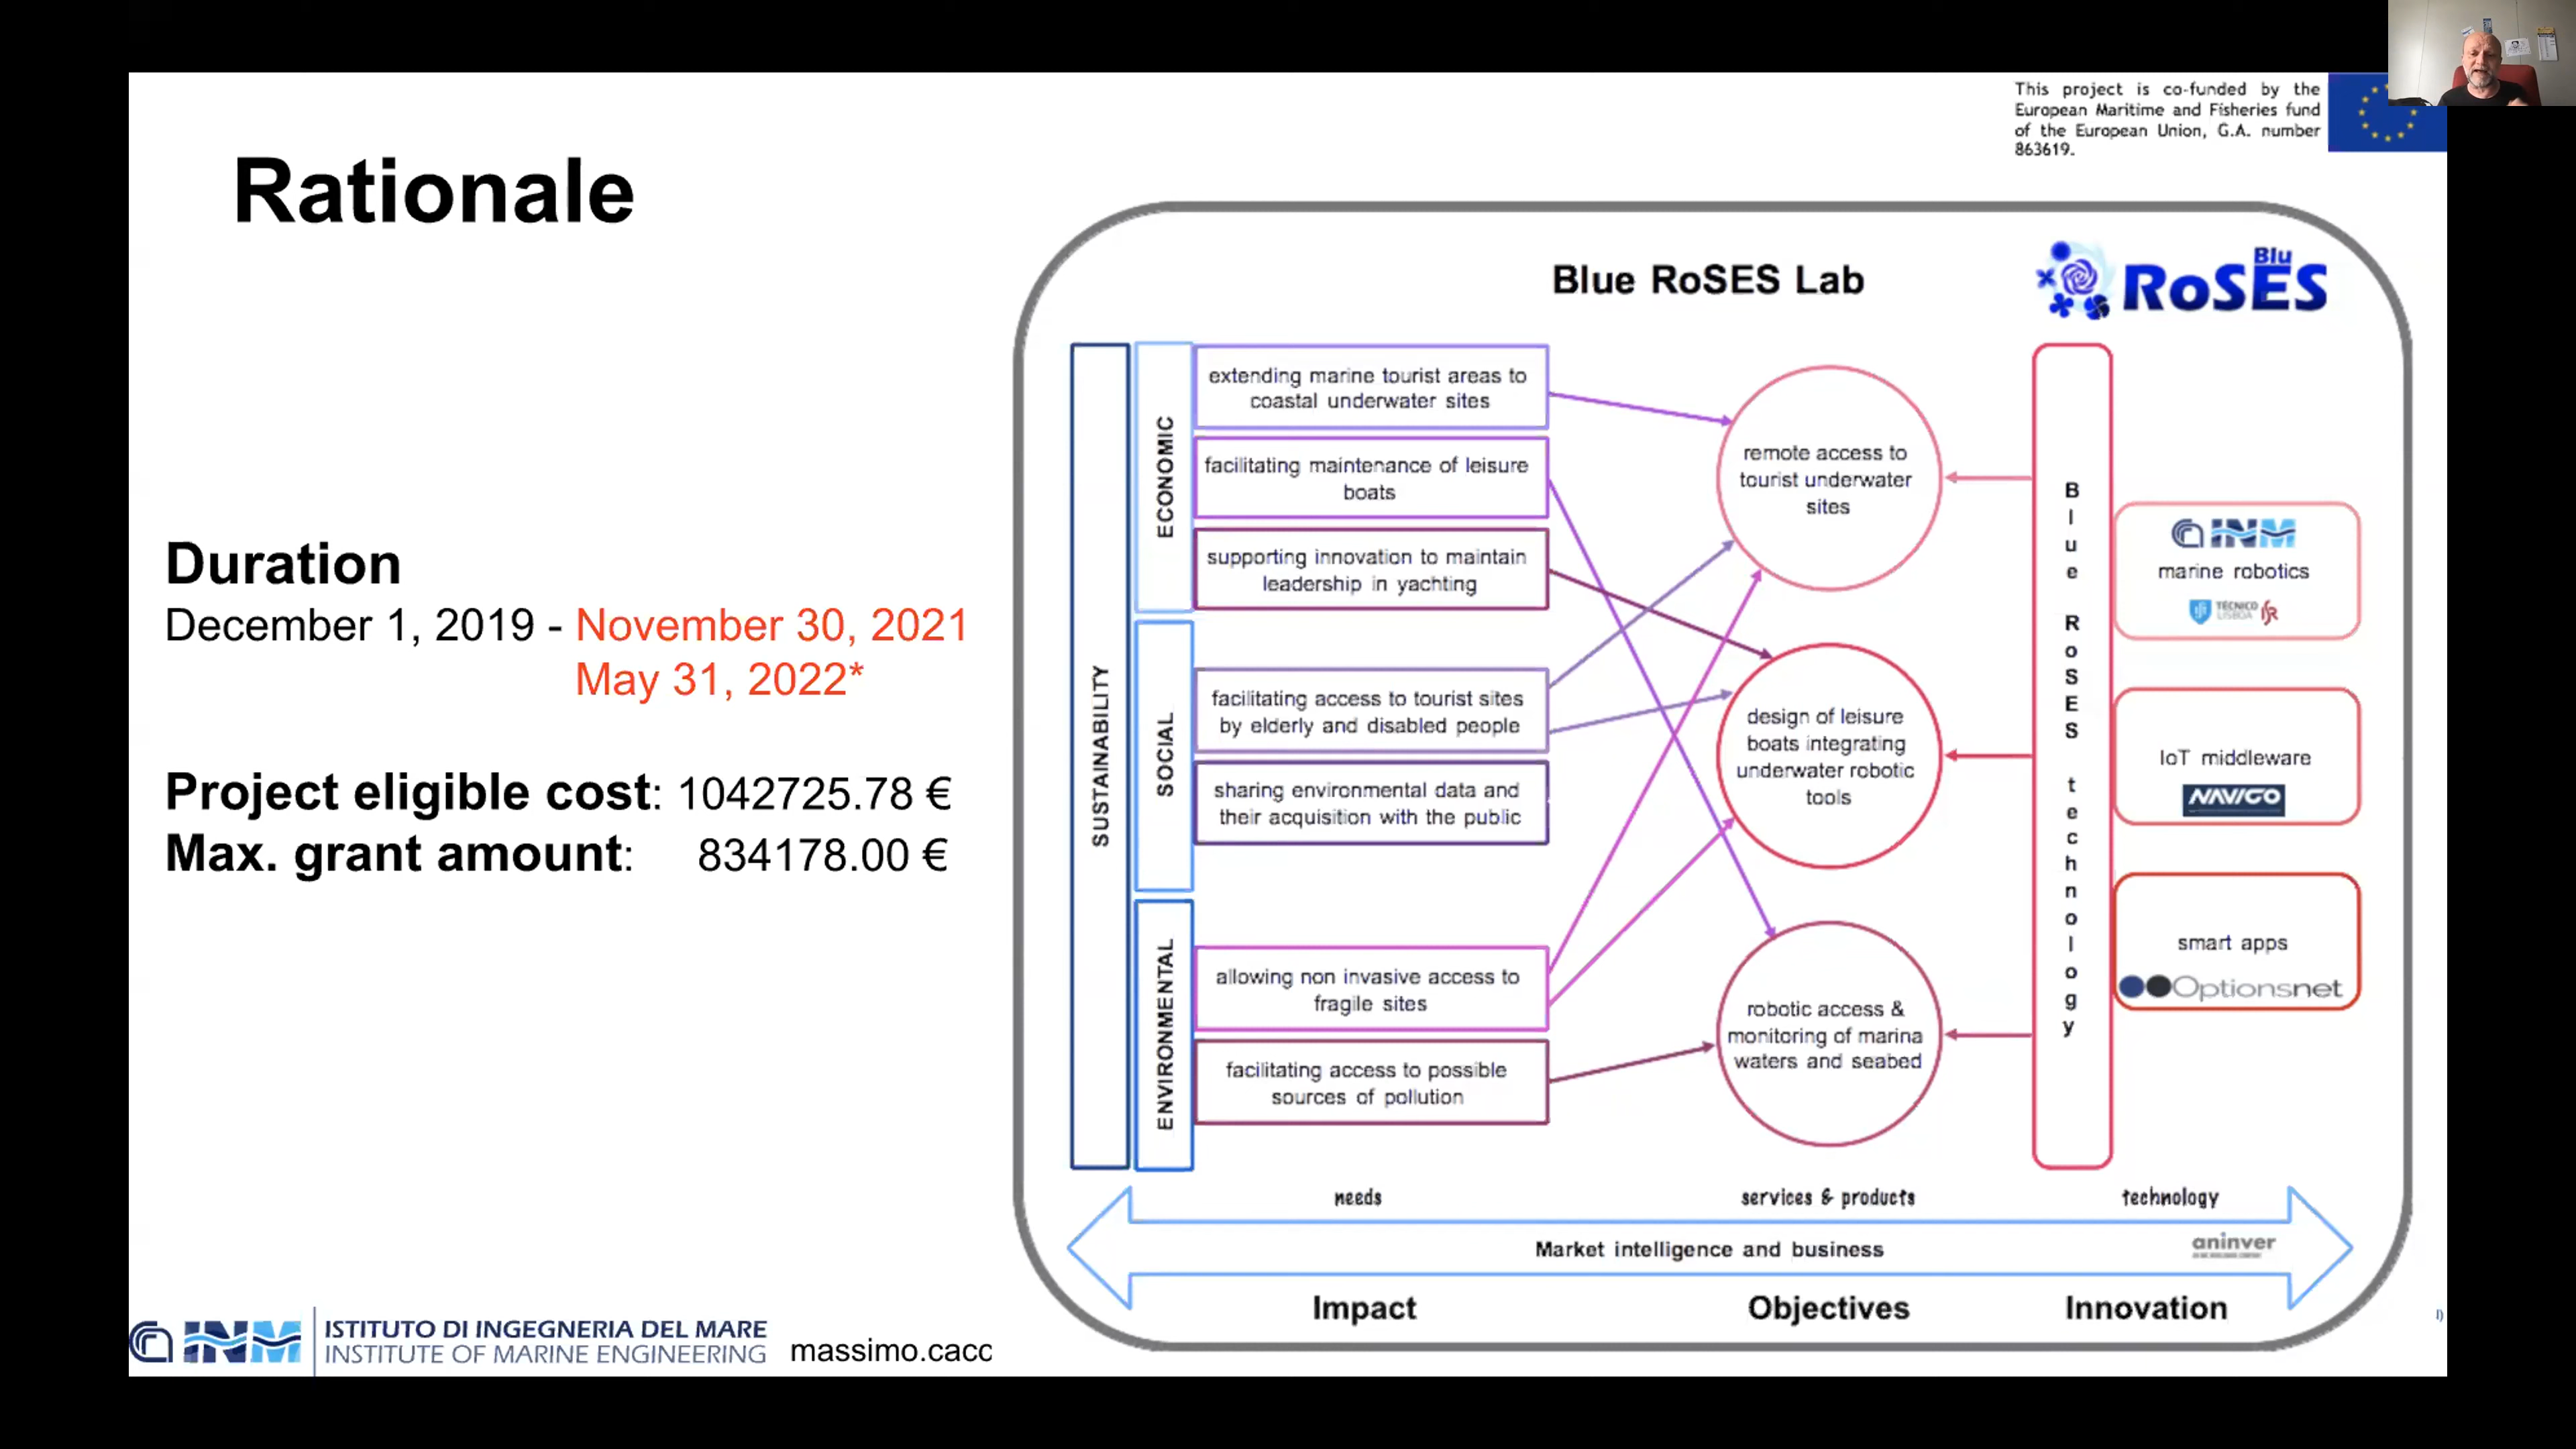 This project is co-funded by the
European Maritime and Fisheries fund
of the European Union, G.A. number
863619.
Rationale
Duration
December 1, 2019 - November 30, 2021
May 31, 2022*
Project eligible cost: 1042725.78 €
Max. grant amount: 834178.00 €
Blue RoSES Lab
Blu
RoSES
SUSTAINABILITY
ECONOMIC
extending marine tourist areas to
coastal underwater sites
facilitating maintenance of leisure
boats
supporting innovation to maintain
leadership in yachting
SOCIAL
facilitating access to tourist sites
by elderly and disabled people
sharing environmental data and
their acquisition with the public
ENVIRONMENTAL
allowing non invasive access to
fragile sites
facilitating access to possible
sources of pollution
remote access to
tourist underwater
sites
design of leisure
boats integrating
underwater robotic
tools
robotic access &
monitoring of marina
waters and seabed
Blue RoSES technology
INM
marine robotics
TÉCNICO
LISBOA
IoT middleware
NAVIGO
smart apps
Optionsnet
needs
services & products
technology
Market intelligence and business
aninver
Impact
Objectives
Innovation
INM
ISTITUTO DI INGEGNERIA DEL MARE
INSTITUTE OF MARINE ENGINEERING
massimo.cacc